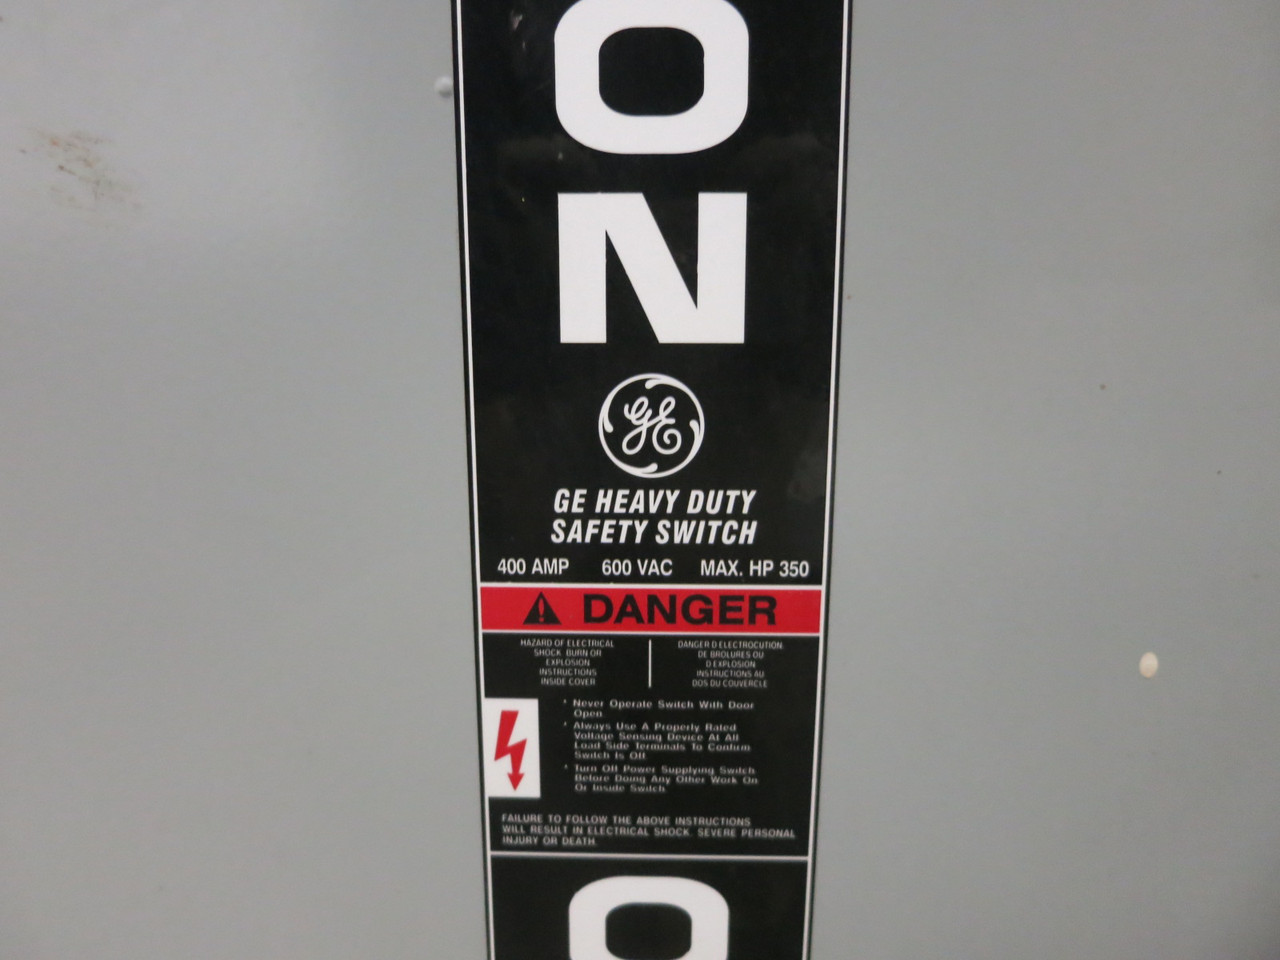 O
N
GE
GE HEAVY DUTY
SAFETY SWITCH
400 AMP 600 VAC MAX. HP 350
DANGER
HAZARD OF ELECTRICAL
SHOCK BURN OR
EXPLOSION
INSTRUCTIONS
INSIDE COVER
DANGER D ELECTROCUTION
DE BROLURES OU
D EXPLOSION
INSTRUCTIONS AU
DOS DU COUVERCLE
* Never Operate Switch With Door
Open
* Always Use A Properly Rated
Voltage Sensing Device At All
Load Side Terminals To Confirm
Switch Is Off
* Turn Off Power Supplying Switch
Before Doing Any Other Work On
Or Inside Switch
FAILURE TO FOLLOW THE ABOVE INSTRUCTIONS
WILL RESULT IN ELECTRICAL SHOCK. SEVERE PERSONAL
INJURY OR DEATH.
O